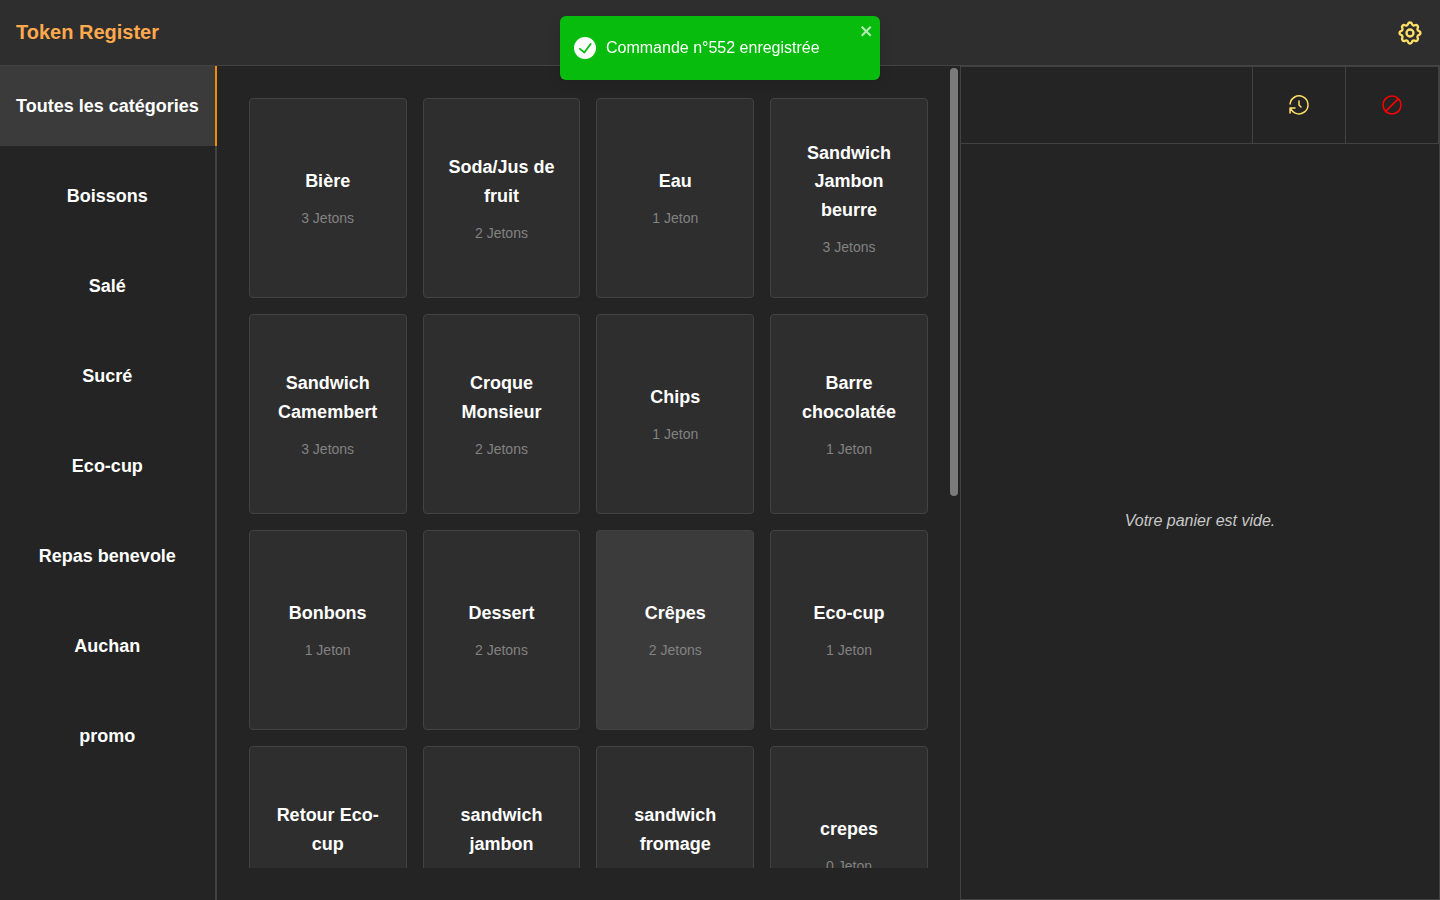 Token Register
Commande n°552 enregistrée
Toutes les catégories
Boissons
Salé
Sucré
Eco-cup
Repas benevole
Auchan
promo
Bière
3 Jetons
Soda/Jus de
fruit
2 Jetons
Eau
1 Jeton
Sandwich
Jambon
beurre
3 Jetons
Sandwich
Camembert
3 Jetons
Croque
Monsieur
2 Jetons
Chips
1 Jeton
Barre
chocolatée
1 Jeton
Bonbons
1 Jeton
Dessert
2 Jetons
Crêpes
2 Jetons
Eco-cup
1 Jeton
Retour Eco-
cup
sandwich
jambon
sandwich
fromage
crepes
0 Jeton
Votre panier est vide.